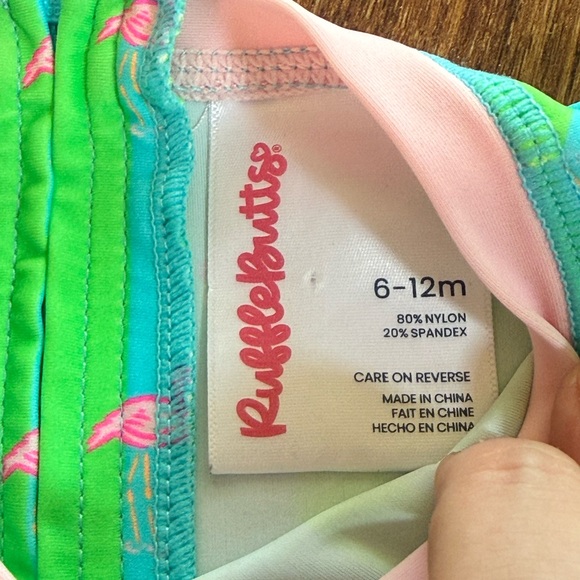 RuffleButts®
6-12m
80% NYLON
20% SPANDEX
CARE ON REVERSE
MADE IN CHINA
FAIT EN CHINE
HECHO EN CHINA